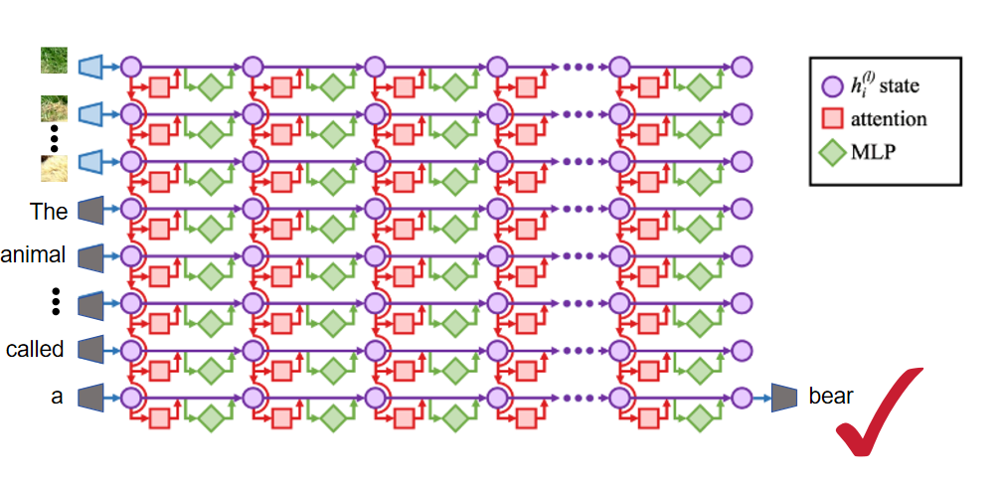 The
animal
called
a
bear
h_i^{(l)} state
attention
MLP